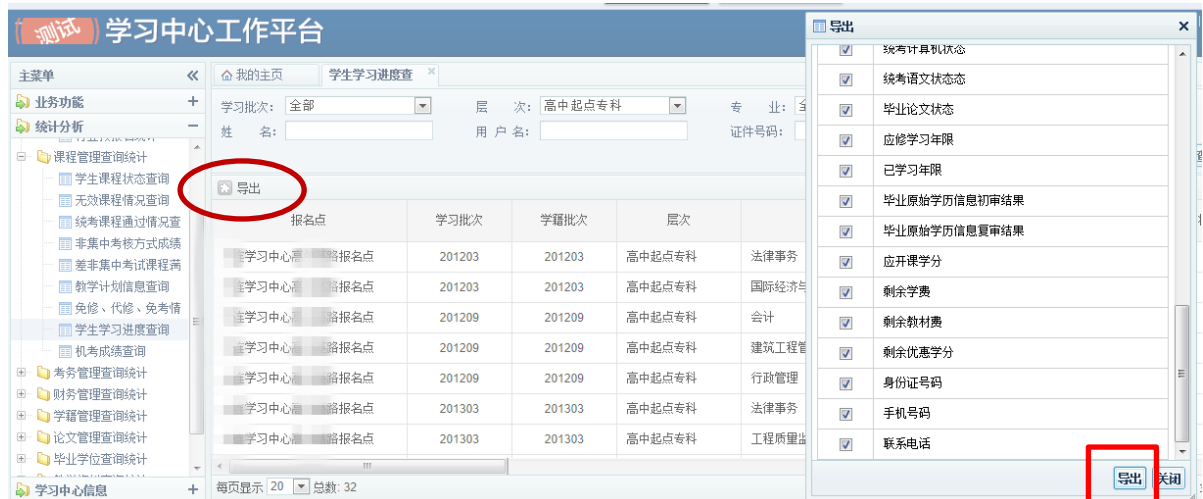 测试 学习中心工作平台
主菜单
业务功能
统计分析
课程管理查询统计
学生课程状态查询
无效课程情况查询
统考课程通过情况查
非集中考核方式成绩
差非集中考试课程芮
教学计划信息查询
免修、代修、免考情
学生学习进度查询
机考成绩查询
考务管理查询统计
财务管理查询统计
学籍管理查询统计
论文管理查询统计
毕业学位查询统计
学习中心信息
我的主页 学生学习进度查
学习批次: 全部 层 次: 高中起点专科 专 业: 全
姓 名: 用 户 名: 证件号码:
导出
报名点 学习批次 学籍批次 层次
学习中心 路报名点 201203 201203 高中起点专科 法律事务
学习中心 路报名点 201203 201203 高中起点专科 国际经济与
学习中心 路报名点 201209 201209 高中起点专科 会计
学习中心 路报名点 201209 201209 高中起点专科 建筑工程管
学习中心 路报名点 201209 201209 高中起点专科 行政管理
学习中心 路报名点 201303 201303 高中起点专科 法律事务
学习中心 路报名点 201303 201303 高中起点专科 工程质量监
每页显示 20 总数: 32
导出
统考计算机状态
统考语文状态态
毕业论文状态
应修学习年限
已学习年限
毕业原始学历信息初审结果
毕业原始学历信息复审结果
应开课学分
剩余学费
剩余教材费
剩余优惠学分
身份证号码
手机号码
联系电话
导出 关闭